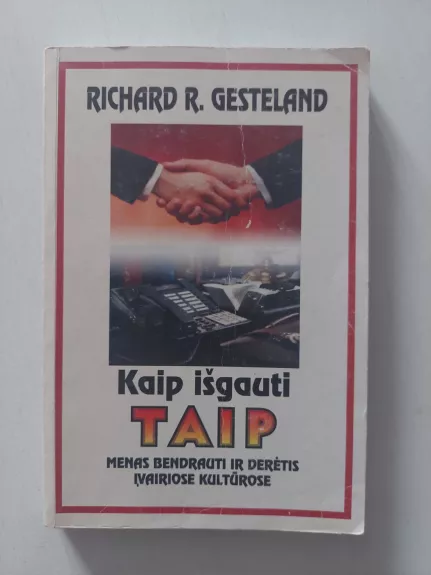 RICHARD R. GESTELAND
Kaip išgauti
TAIP
MENAS BENDRAUTI IR DERĖTIS
ĮVAIRIOSE KULTŪROSE